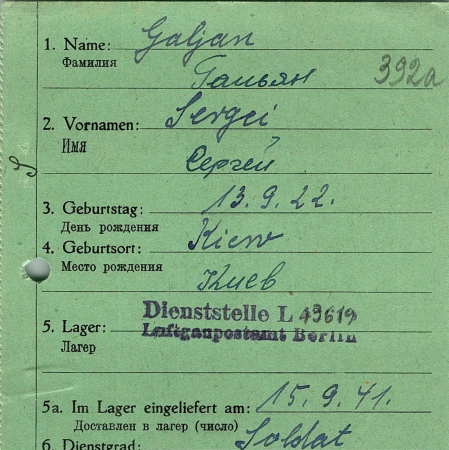 1. Name: Galjan
Фамилия
Гальян 392a
2. Vornamen: Sergei
Имя
Сергей
3. Geburtstag: 13.9.22.
День рождения
4. Geburtsort: Kiew
Место рождения
Киев
Dienststelle L 49619
5. Lager: Luftgaupostamt Berlin
Лагер
5a. Im Lager eingeliefert am: 15.9.41.
Доставлен в лагер (число)
6. Dienstgrad: Soldat